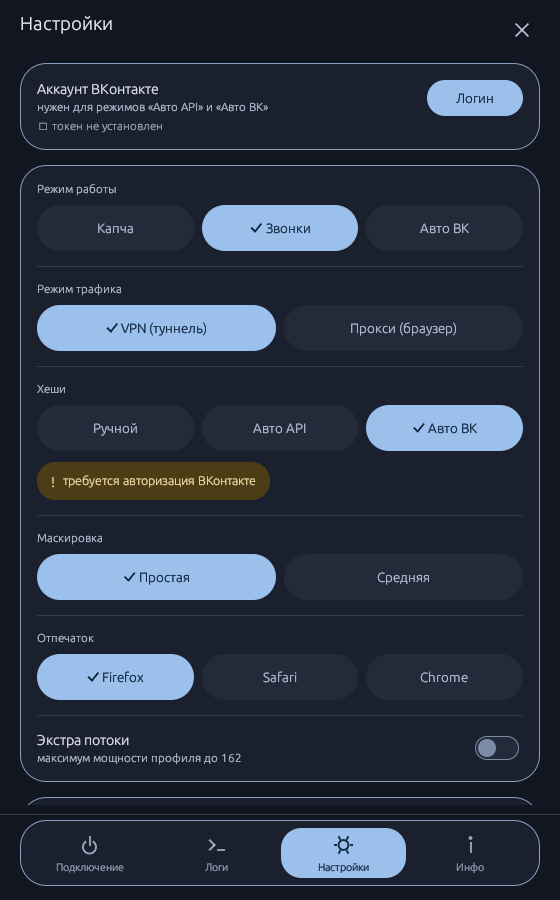 Настройки
Аккаунт ВКонтакте
нужен для режимов «Авто API» и «Авто ВК»
токен не установлен
Логин
Режим работы
Капча
Звонки
Авто ВК
Режим трафика
VPN (туннель)
Прокси (браузер)
Хеши
Ручной
Авто API
Авто ВК
! требуется авторизация ВКонтакте
Маскировка
Простая
Средняя
Отпечаток
Firefox
Safari
Chrome
Экстра потоки
максимум мощности профиля до 162
Подключение
Логи
Настройки
Инфо